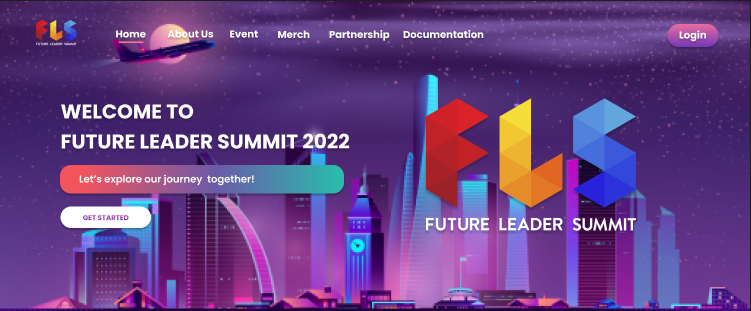 FLS
FUTURE LEADER SUMMIT
Home About Us Event Merch Partnership Documentation
Login
WELCOME TO
FUTURE LEADER SUMMIT 2022
Let's explore our journey together!
GET STARTED
FLS
FUTURE LEADER SUMMIT